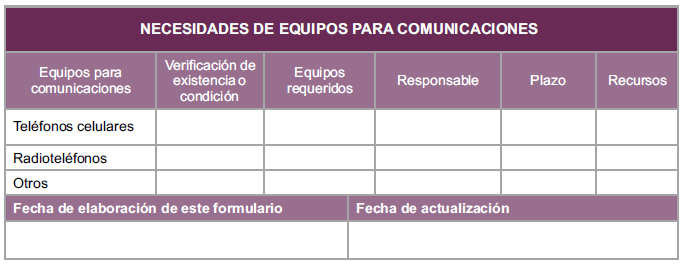 NECESIDADES DE EQUIPOS PARA COMUNICACIONES
Equipos para
comunicaciones
Verificación de
existencia o
condición
Equipos
requeridos
Responsable
Plazo
Recursos
Teléfonos celulares
Radioteléfonos
Otros
Fecha de elaboración de este formulario
Fecha de actualización